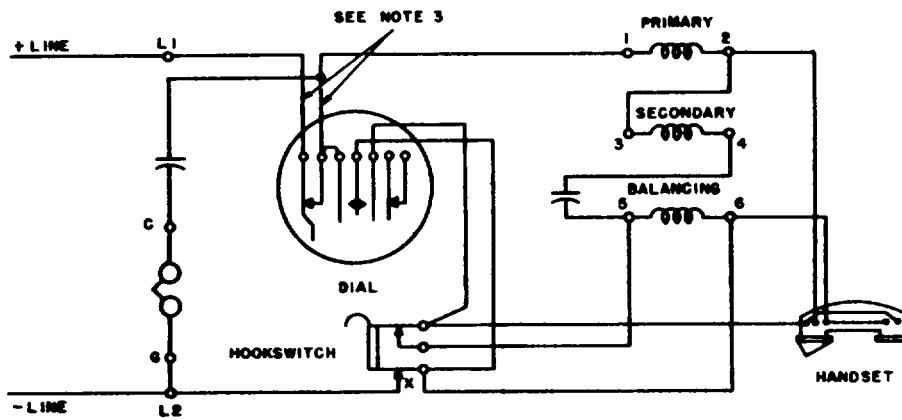 SEE NOTE 3
PRIMARY
+ LINE
L1
1
2
SECONDARY
3
4
BALANCING
5
6
C
DIAL
HOOKSWITCH
X
G
HANDSET
- LINE
L2